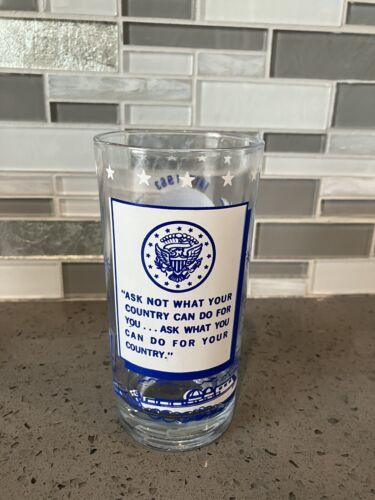 "ASK NOT WHAT YOUR
COUNTRY CAN DO FOR
YOU . . . ASK WHAT YOU
CAN DO FOR YOUR
COUNTRY."